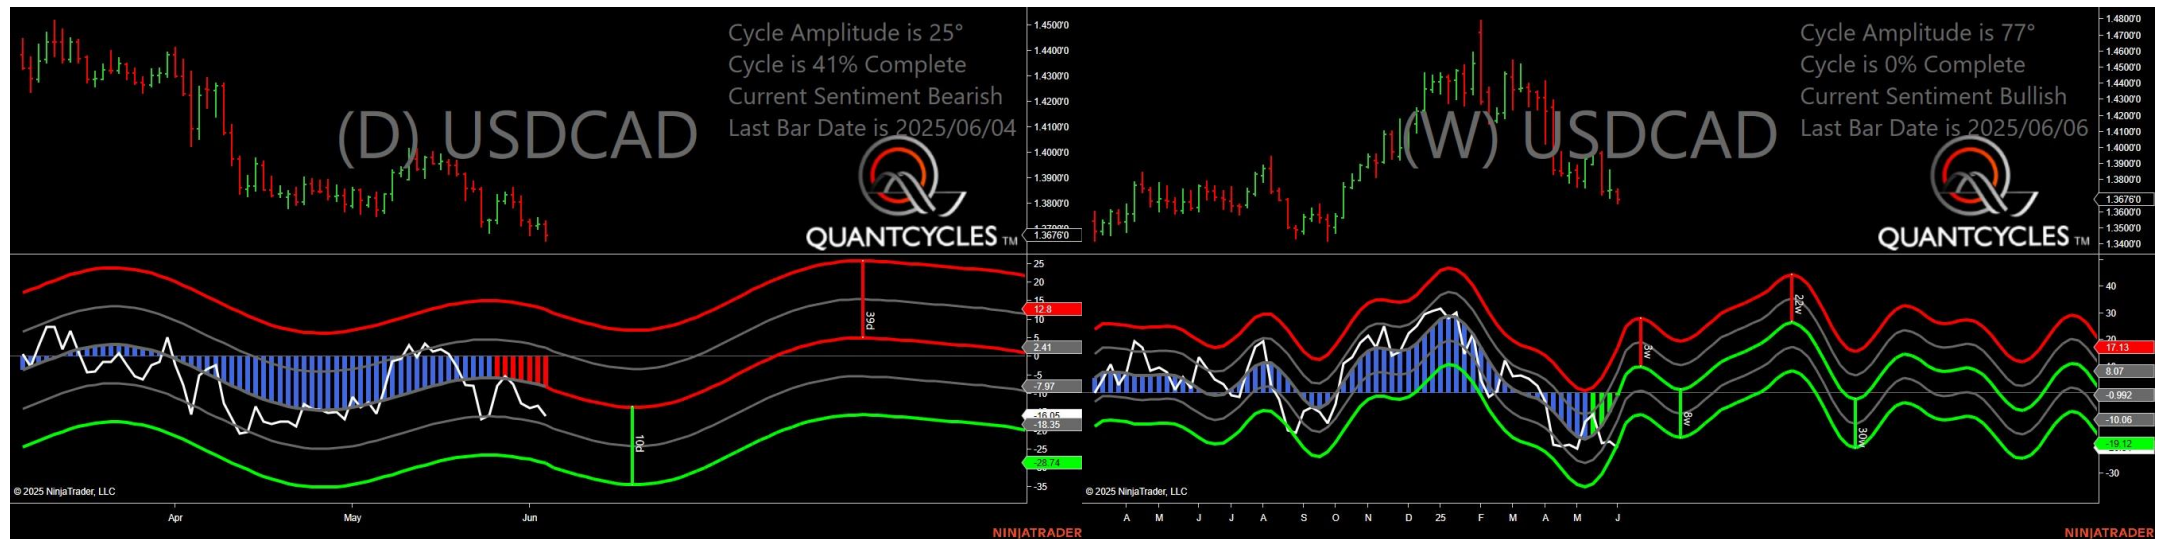 Cycle Amplitude is 25°
Cycle is 41% Complete
Current Sentiment Bearish
Last Bar Date is 2025/06/04
(D) USDCAD
QUANTCYCLES TM
1.4500'0
1.4400'0
1.4300'0
1.4200'0
1.4100'0
1.4000'0
1.3900'0
1.3800'0
1.3676'0
25
20
15
12.8
10
5
2.41
0
-5
-7.97
-16.05
-18.35
-25
-28.74
-35
39d
10d
© 2025 NinjaTrader, LLC
Apr
May
Jun
NINJATRADER
Cycle Amplitude is 77°
Cycle is 0% Complete
Current Sentiment Bullish
Last Bar Date is 2025/06/06
(W) USDCAD
QUANTCYCLES TM
1.4800'0
1.4700'0
1.4600'0
1.4500'0
1.4300'0
1.4200'0
1.4100'0
1.4000'0
1.3900'0
1.3800'0
1.3676'0
1.3600'0
1.3500'0
1.3400'0
40
30
17.13
8.07
-0.992
-10.06
-19.12
-30
22w
8w
30w
© 2025 NinjaTrader, LLC
A M J J A S O N D 25 F M A M J
NINJATRADER